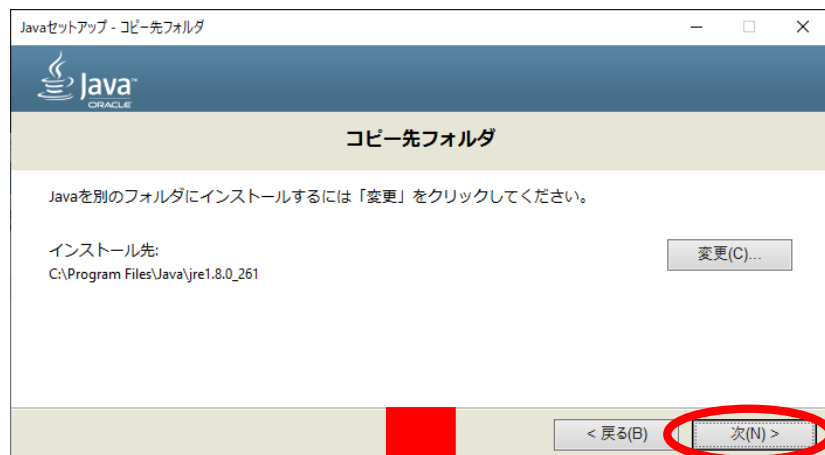 Javaセットアップ - コピー先フォルダ
Java™
ORACLE
コピー先フォルダ
Javaを別のフォルダにインストールするには「変更」をクリックしてください。
インストール先:
変更(C)...
C:\Program Files\Java\jre1.8.0_261
< 戻る(B)
次(N) >